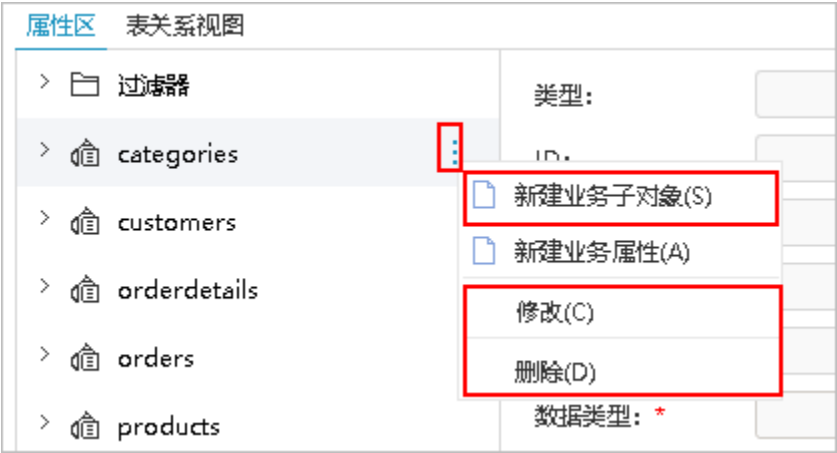 属性区 表关系视图
过滤器
类型：
categories
ID：
新建业务子对象(S)
customers
新建业务属性(A)
orderdetails
修改(C)
orders
删除(D)
数据类型：*
products